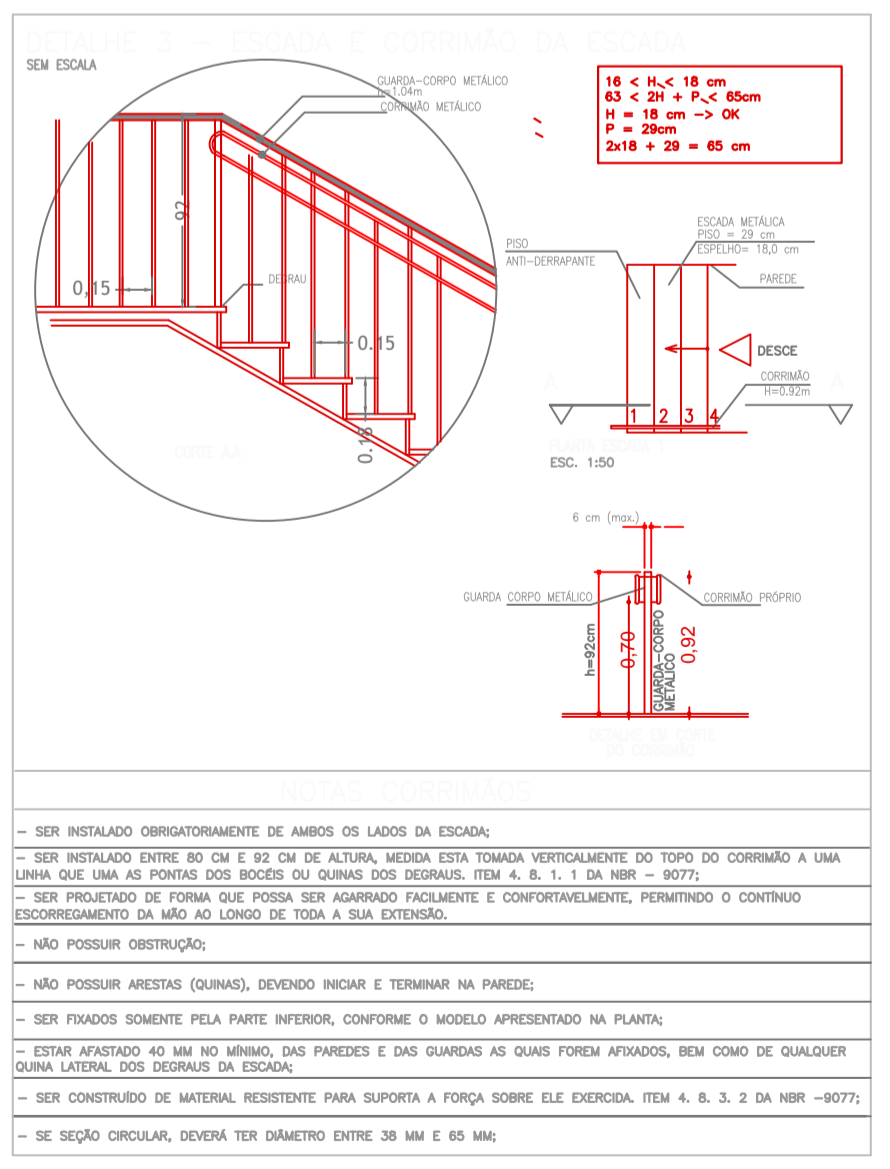 DETALHE 3 - ESCADA E CORRIMÃO DA ESCADA
SEM ESCALA
GUARDA-CORPO METÁLICO
h=1.04m
CORRIMÃO METÁLICO
92
0,15
DEGRAU
0.15
0.18
CORTE AA
16 < H < 18 cm
63 < 2H + P < 65cm
H = 18 cm -> OK
P = 29cm
2x18 + 29 = 65 cm
ESCADA METÁLICA
PISO = 29 cm
ESPELHO= 18,0 cm
PISO
ANTI-DERRAPANTE
PAREDE
DESCE
CORRIMÃO
H=0.92m
A
A
1 2 3 4
PLANTA ESCADA 1
ESC. 1:50
6 cm (max.)
GUARDA CORPO METÁLICO
CORRIMÃO PRÓPRIO
h=92cm
0,70
GUARDA-CORPO
METÁLICO
0,92
DETALHE EM CORTE
DO CORRIMÃO
NOTAS CORRIMÃOS
- SER INSTALADO OBRIGATORIAMENTE DE AMBOS OS LADOS DA ESCADA;
- SER INSTALADO ENTRE 80 CM E 92 CM DE ALTURA, MEDIDA ESTA TOMADA VERTICALMENTE DO TOPO DO CORRIMÃO A UMA
LINHA QUE UMA AS PONTAS DOS BOCÉIS OU QUINAS DOS DEGRAUS. ITEM 4. 8. 1. 1 DA NBR - 9077;
- SER PROJETADO DE FORMA QUE POSSA SER AGARRADO FACILMENTE E CONFORTAVELMENTE, PERMITINDO O CONTÍNUO
ESCORREGAMENTO DA MÃO AO LONGO DE TODA A SUA EXTENSÃO.
- NÃO POSSUIR OBSTRUÇÃO;
- NÃO POSSUIR ARESTAS (QUINAS), DEVENDO INICIAR E TERMINAR NA PAREDE;
- SER FIXADOS SOMENTE PELA PARTE INFERIOR, CONFORME O MODELO APRESENTADO NA PLANTA;
- ESTAR AFASTADO 40 MM NO MÍNIMO, DAS PAREDES E DAS GUARDAS AS QUAIS FOREM AFIXADOS, BEM COMO DE QUALQUER
QUINA LATERAL DOS DEGRAUS DA ESCADA;
- SER CONSTRUÍDO DE MATERIAL RESISTENTE PARA SUPORTA A FORÇA SOBRE ELE EXERCIDA. ITEM 4. 8. 3. 2 DA NBR -9077;
- SE SEÇÃO CIRCULAR, DEVERÁ TER DIÂMETRO ENTRE 38 MM E 65 MM;